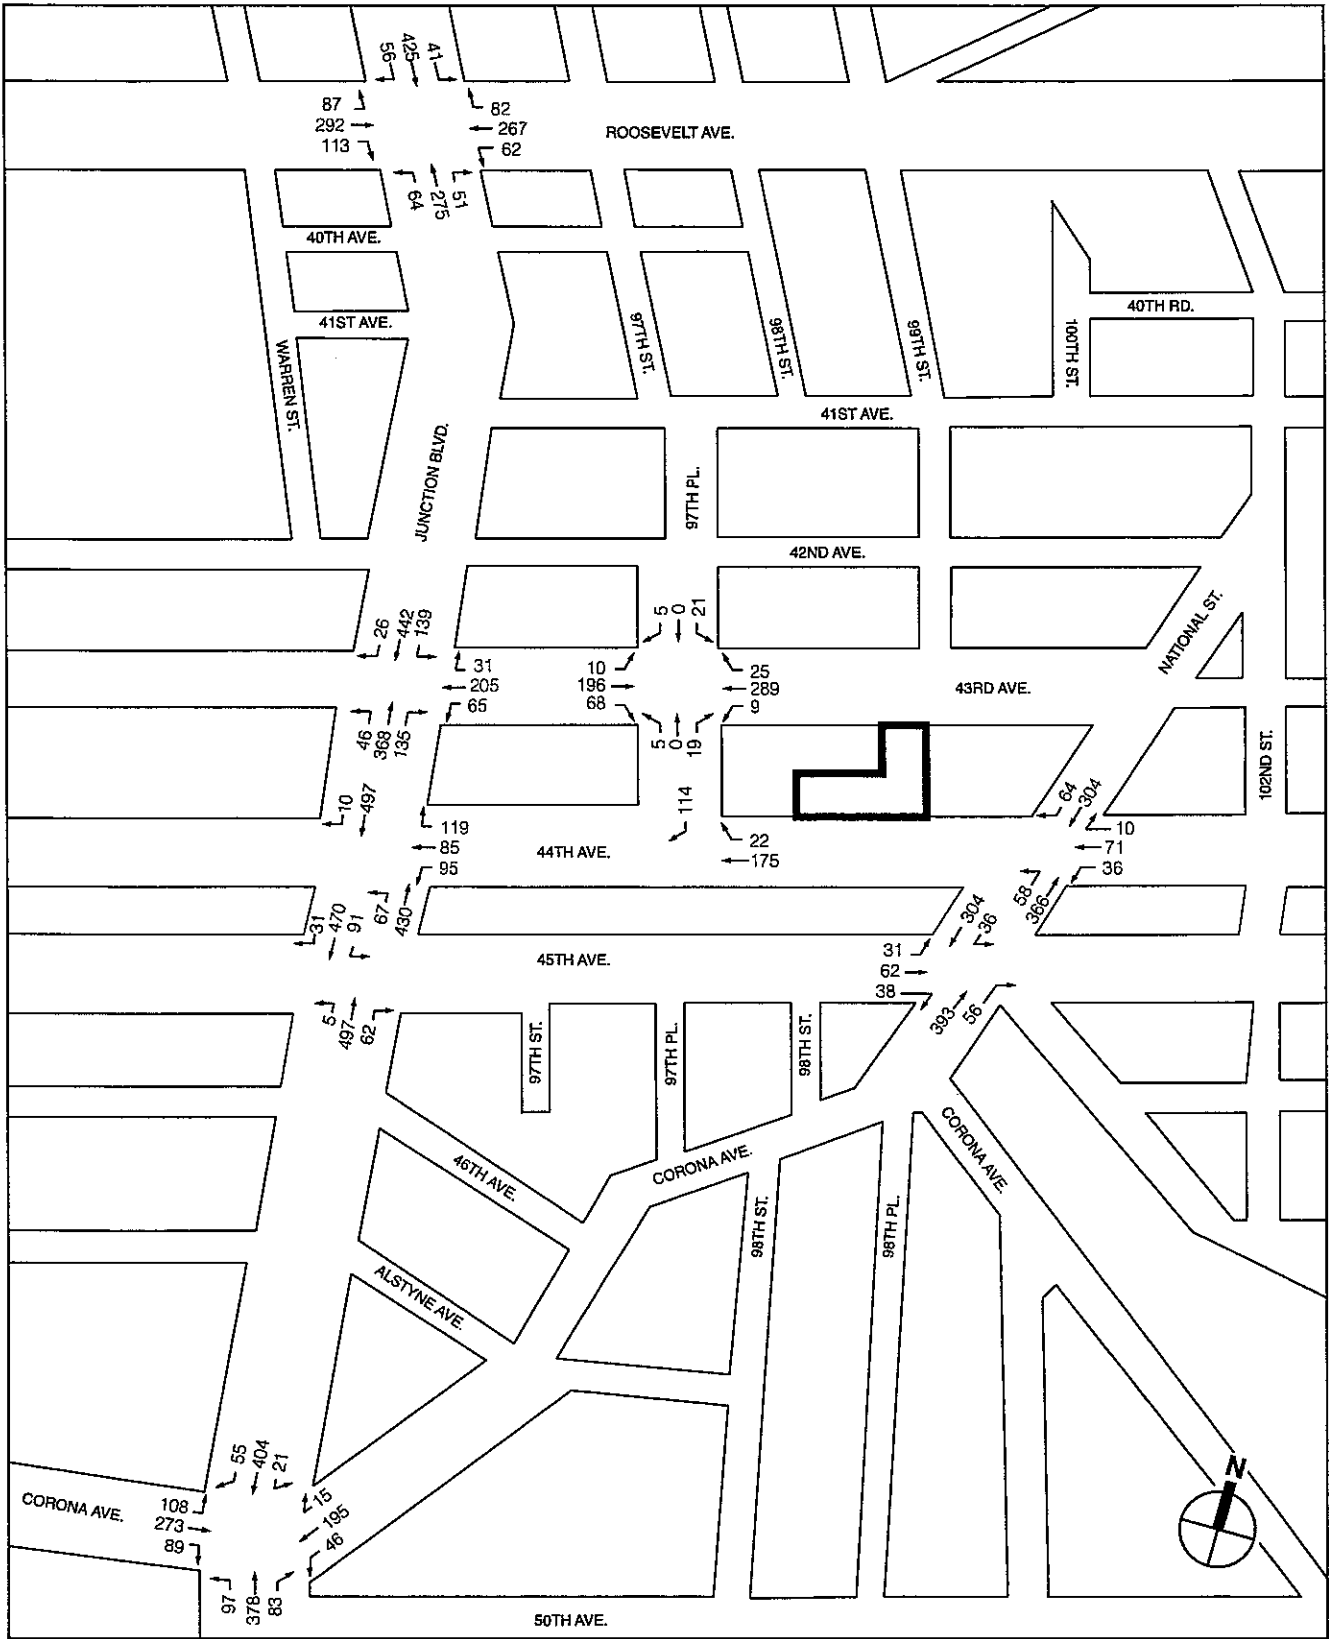 56
425
41
87
292
113
82
267
62
ROOSEVELT AVE.
64
275
51
40TH AVE.
41ST AVE.
WARREN ST.
JUNCTION BLVD.
97TH ST.
98TH ST.
99TH ST.
100TH ST.
40TH RD.
41ST AVE.
97TH PL.
42ND AVE.
NATIONAL ST.
26
442
139
31
205
65
5
0
21
10
196
68
25
289
9
43RD AVE.
46
368
135
5
0
19
102ND ST.
10
497
119
85
95
44TH AVE.
114
22
175
64
304
10
71
36
67
430
58
366
31
470
91
45TH AVE.
304
36
31
62
38
5
497
62
393
56
97TH ST.
97TH PL.
98TH ST.
46TH AVE.
CORONA AVE.
CORONA AVE.
98TH ST.
98TH PL.
ALSTYNE AVE.
55
404
21
CORONA AVE.
108
273
89
15
195
46
97
378
83
50TH AVE.
N